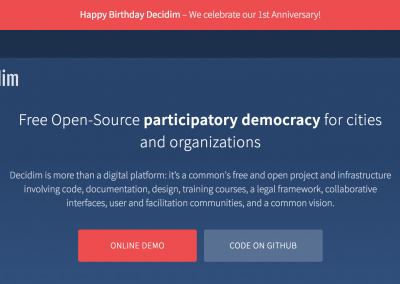 Happy Birthday Decidim – We celebrate our 1st Anniversary!
dim
Free Open-Source participatory democracy for cities
and organizations
Decidim is more than a digital platform: it's a common's free and open project and infrastructure
involving code, documentation, design, training courses, a legal framework, collaborative
interfaces, user and facilitation communities, and a common vision.
ONLINE DEMO
CODE ON GITHUB